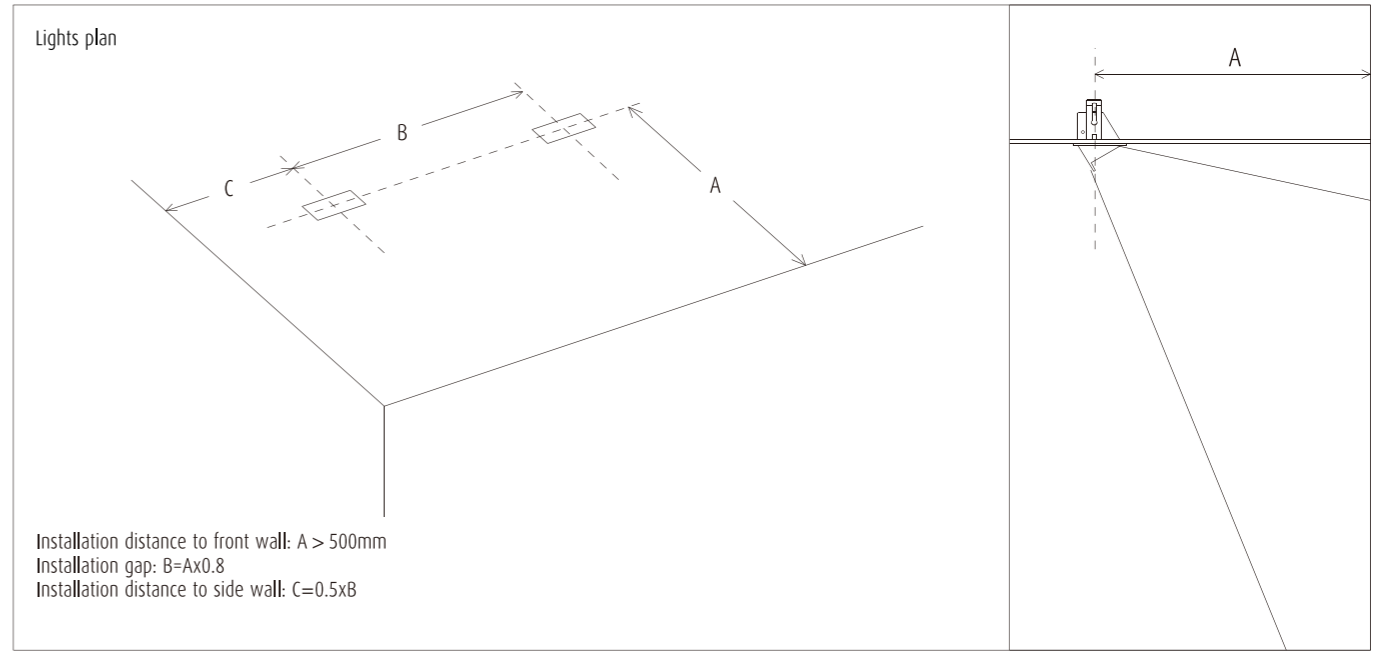 Lights plan
B
C
A
A
Installation distance to front wall: A > 500mm
Installation gap: B=Ax0.8
Installation distance to side wall: C=0.5xB